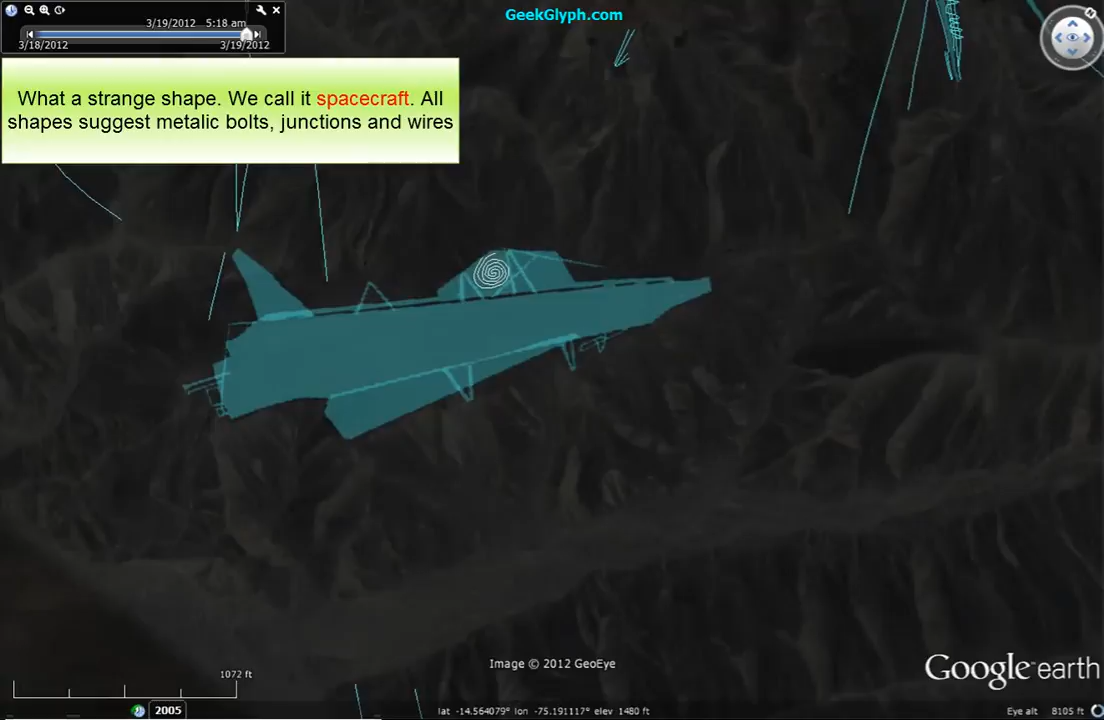 GeekGlyph.com
3/19/2012 5:18 am
3/18/2012 3/19/2012
What a strange shape. We call it spacecraft. All
shapes suggest metalic bolts, junctions and wires
Image © 2012 GeoEye
1072 ft
Google earth
2005
lat -14.564079° lon -75.191117° elev 1480 ft
Eye alt 8105 ft